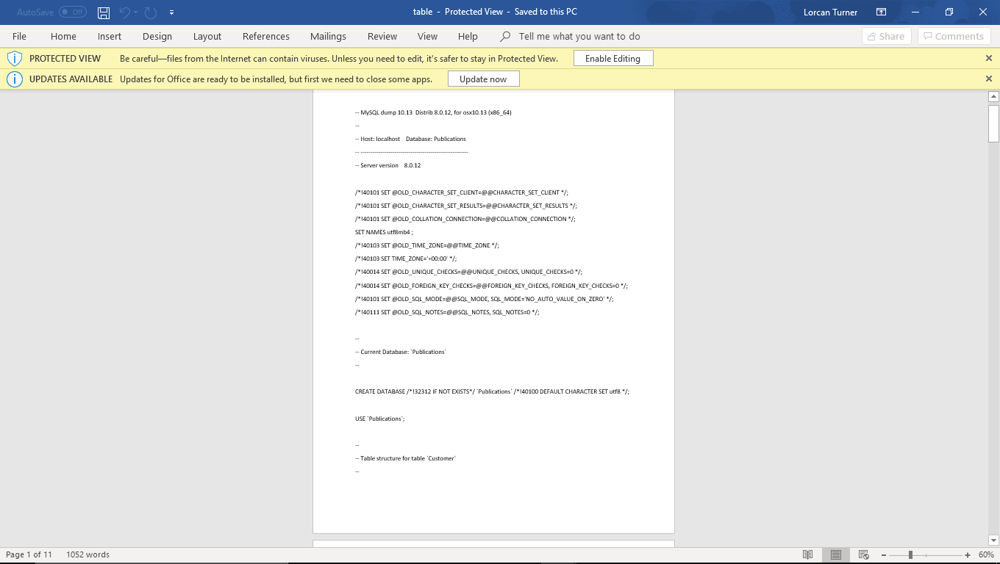 AutoSave Off
table - Protected View - Saved to this PC
Lorcan Turner
File Home Insert Design Layout References Mailings Review View Help Tell me what you want to do Share Comments
PROTECTED VIEW Be careful—files from the Internet can contain viruses. Unless you need to edit, it's safer to stay in Protected View. Enable Editing
UPDATES AVAILABLE Updates for Office are ready to be installed, but first we need to close some apps. Update now
-- MySQL dump 10.13  Distrib 8.0.12, for osx10.13 (x86_64)
--
-- Host: localhost    Database: Publications
-- ------------------------------------------------------
-- Server version    8.0.12
/*!40101 SET @OLD_CHARACTER_SET_CLIENT=@@CHARACTER_SET_CLIENT */;
/*!40101 SET @OLD_CHARACTER_SET_RESULTS=@@CHARACTER_SET_RESULTS */;
/*!40101 SET @OLD_COLLATION_CONNECTION=@@COLLATION_CONNECTION */;
SET NAMES utf8mb4 ;
/*!40103 SET @OLD_TIME_ZONE=@@TIME_ZONE */;
/*!40103 SET TIME_ZONE='+00:00' */;
/*!40014 SET @OLD_UNIQUE_CHECKS=@@UNIQUE_CHECKS, UNIQUE_CHECKS=0 */;
/*!40014 SET @OLD_FOREIGN_KEY_CHECKS=@@FOREIGN_KEY_CHECKS, FOREIGN_KEY_CHECKS=0 */;
/*!40101 SET @OLD_SQL_MODE=@@SQL_MODE, SQL_MODE='NO_AUTO_VALUE_ON_ZERO' */;
/*!40111 SET @OLD_SQL_NOTES=@@SQL_NOTES, SQL_NOTES=0 */;
--
-- Current Database: `Publications`
--
CREATE DATABASE /*!32312 IF NOT EXISTS*/ `Publications` /*!40100 DEFAULT CHARACTER SET utf8 */;
USE `Publications`;
--
-- Table structure for table `Customer`
--
Page 1 of 11 1052 words
60%